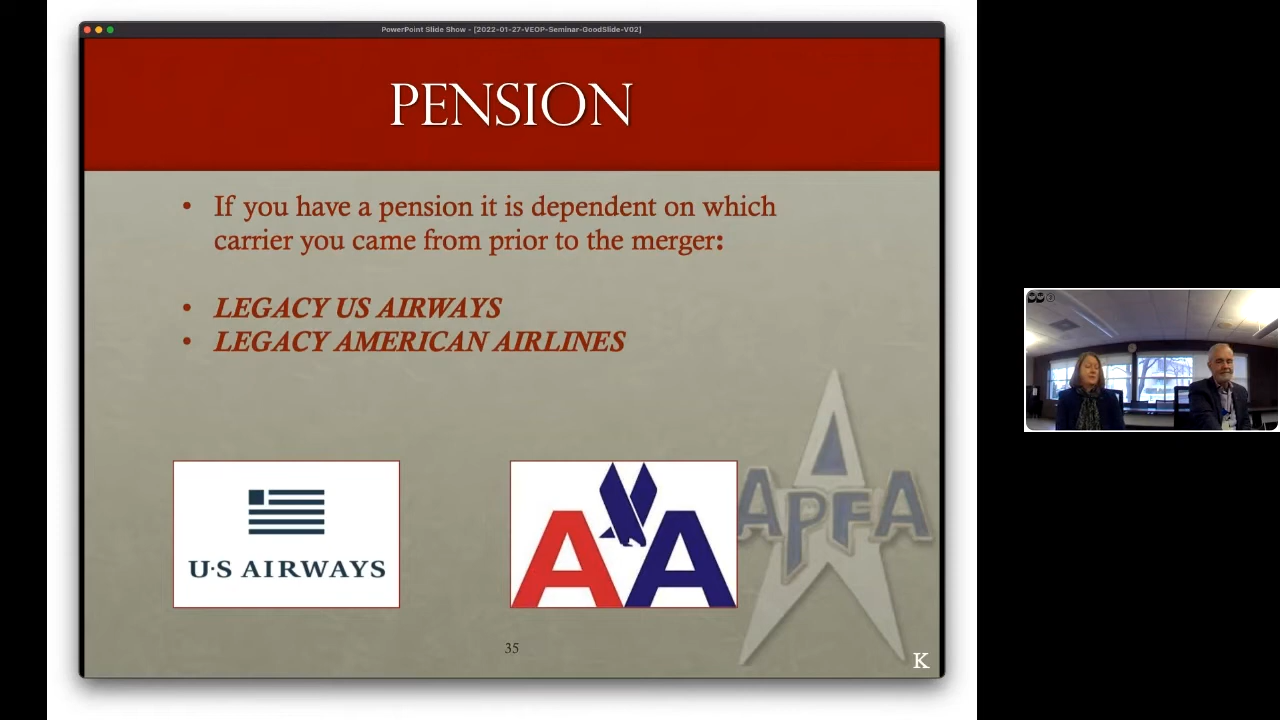 PowerPoint Slide Show - [2022-01-27-VEOP-Seminar-GoodSlide-V02]
PENSION
• If you have a pension it is dependent on which
carrier you came from prior to the merger:
• LEGACY US AIRWAYS
• LEGACY AMERICAN AIRLINES
U·S AIRWAYS
AA
APFA
35
K